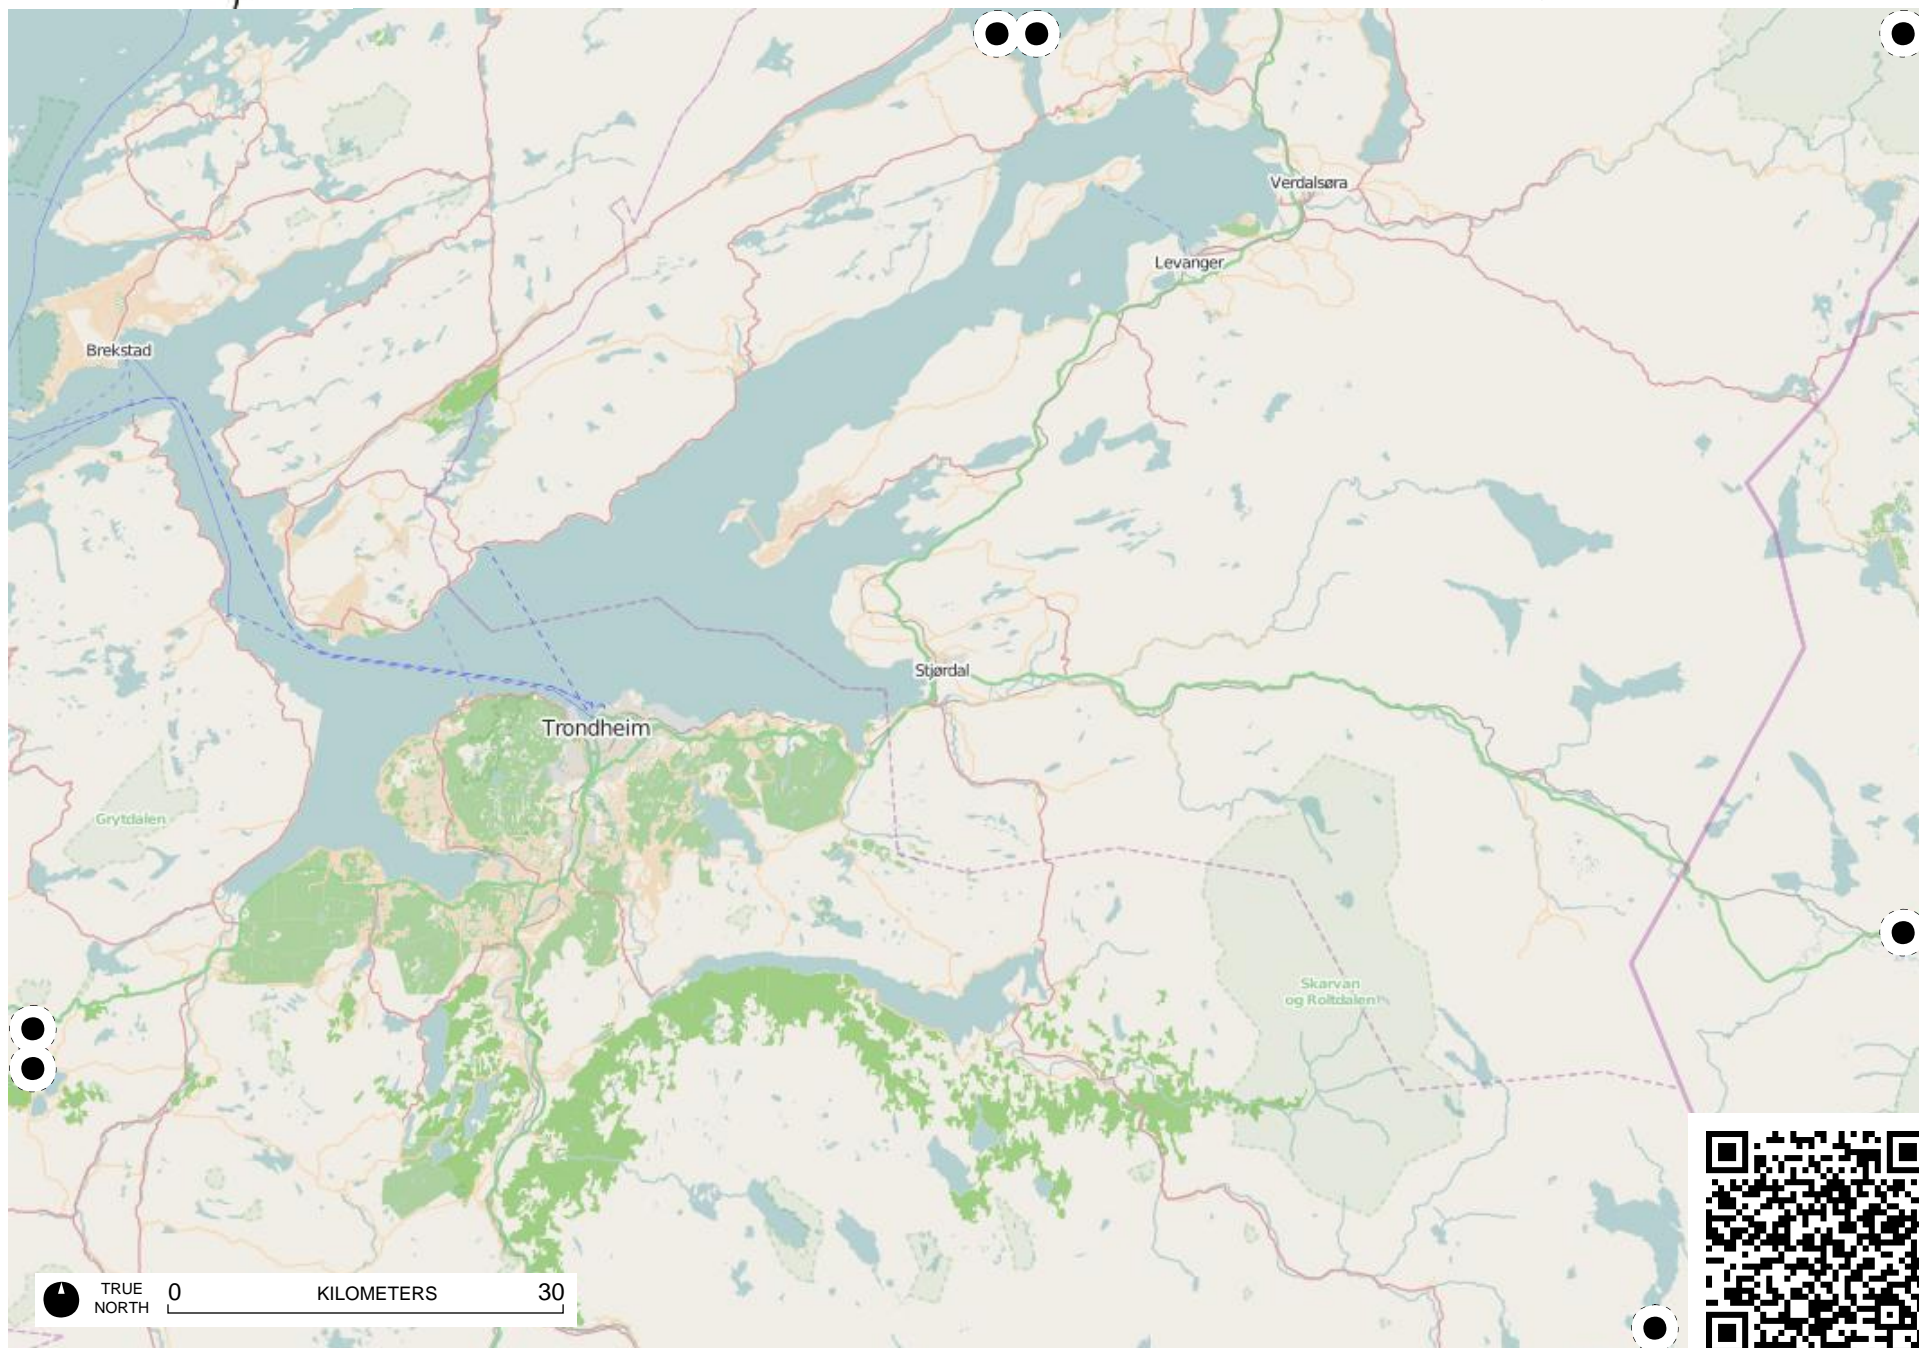 Verdalsøra
Levanger
Brekstad
Stjørdal
Trondheim
Grytdalen
Skarvan
og Roltdalen
TRUE
NORTH
0
KILOMETERS
30